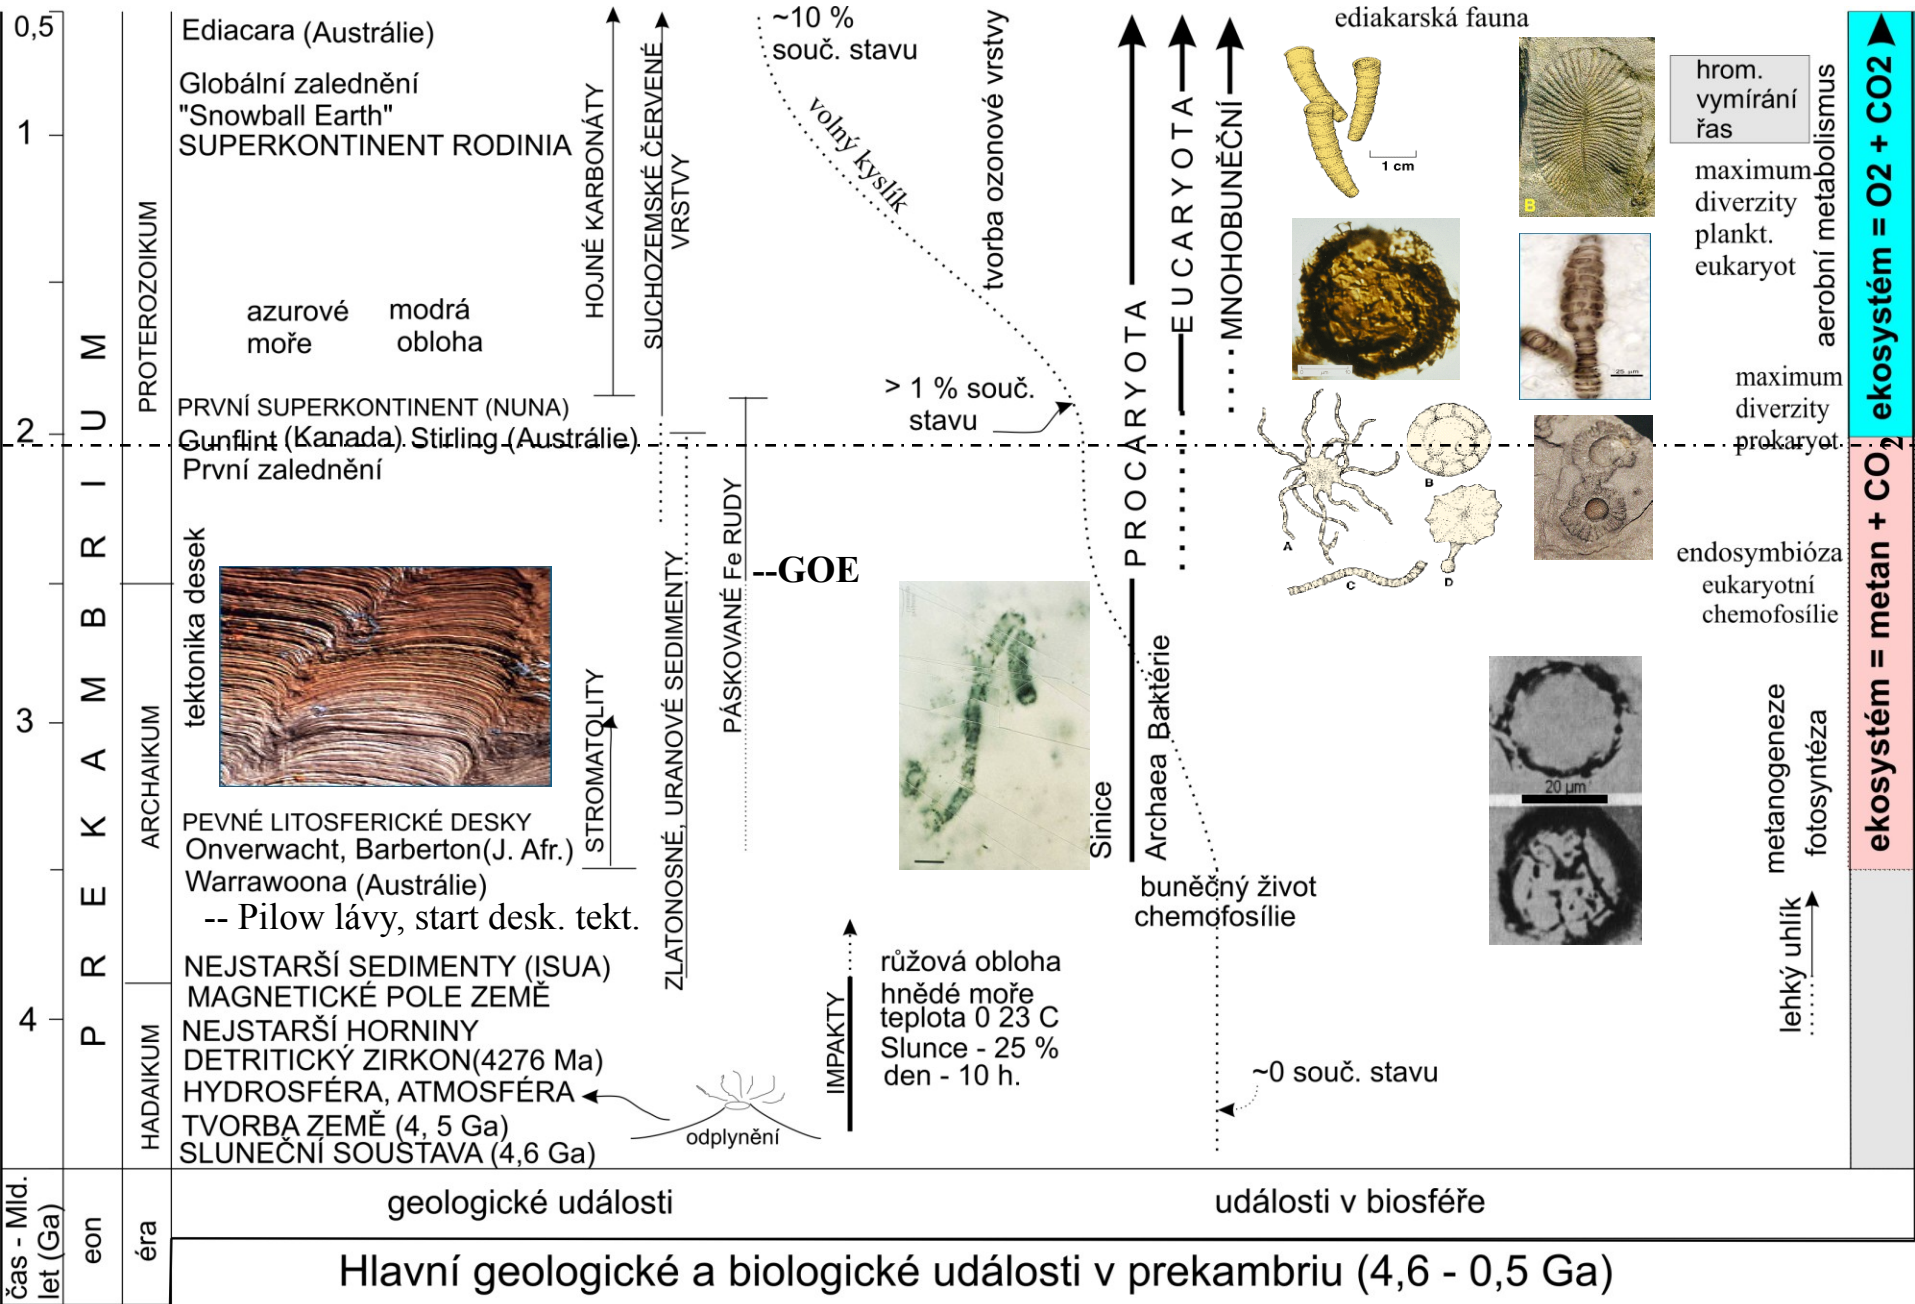 0,5
1
2
3
4
čas - Mld.
let (Ga)
PREKAMBRIUM
eon
PROTEROZOIKUM
ARCHAIKUM
HADAIKUM
éra
Ediacara (Austrálie)
Globální zalednění
"Snowball Earth"
SUPERKONTINENT RODINIA
azurové
moře
modrá
obloha
PRVNÍ SUPERKONTINENT (NUNA)
Gunflint (Kanada) Stirling (Austrálie)
První zalednění
tektonika desek
PEVNÉ LITOSFERICKÉ DESKY
Onverwacht, Barberton(J. Afr.)
Warrawoona (Austrálie)
-- Pilow lávy, start desk. tekt.
NEJSTARŠÍ SEDIMENTY (ISUA)
MAGNETICKÉ POLE ZEMĚ
NEJSTARŠÍ HORNINY
DETRITICKÝ ZIRKON(4276 Ma)
HYDROSFÉRA, ATMOSFÉRA
TVORBA ZEMĚ (4, 5 Ga)
SLUNEČNÍ SOUSTAVA (4,6 Ga)
odplynění
HOJNÉ KARBONÁTY
SUCHOZEMSKÉ ČERVENÉ
VRSTVY
STROMATOLITY
ZLATONOSNÉ, URANOVÉ SEDIMENTY
PÁSKOVANÉ Fe RUDY
--GOE
IMPAKTY
růžová obloha
hnědé moře
teplota 0 23 C
Slunce - 25 %
den - 10 h.
~10 %
souč. stavu
volný kyslík
> 1 % souč.
stavu
~0 souč. stavu
tvorba ozonové vrstvy
PROCARYOTA
EUCARYOTA
MNOHOBUNĚČNÍ
Sinice
Archaea Baktérie
buněčný život
chemofosílie
ediakarská fauna
1 cm
B
25 µm
A
B
C
D
20 µm
hrom.
vymírání
řas
maximum
diverzity
plankt.
eukaryot
aerobní metabolismus
maximum
diverzity
prokaryot
endosymbióza
eukaryotní
chemofosílie
metanogeneze
fotosyntéza
lehký uhlík
ekosystém = O2 + CO2
ekosystém = metan + CO2
geologické události
události v biosféře
Hlavní geologické a biologické události v prekambriu (4,6 - 0,5 Ga)